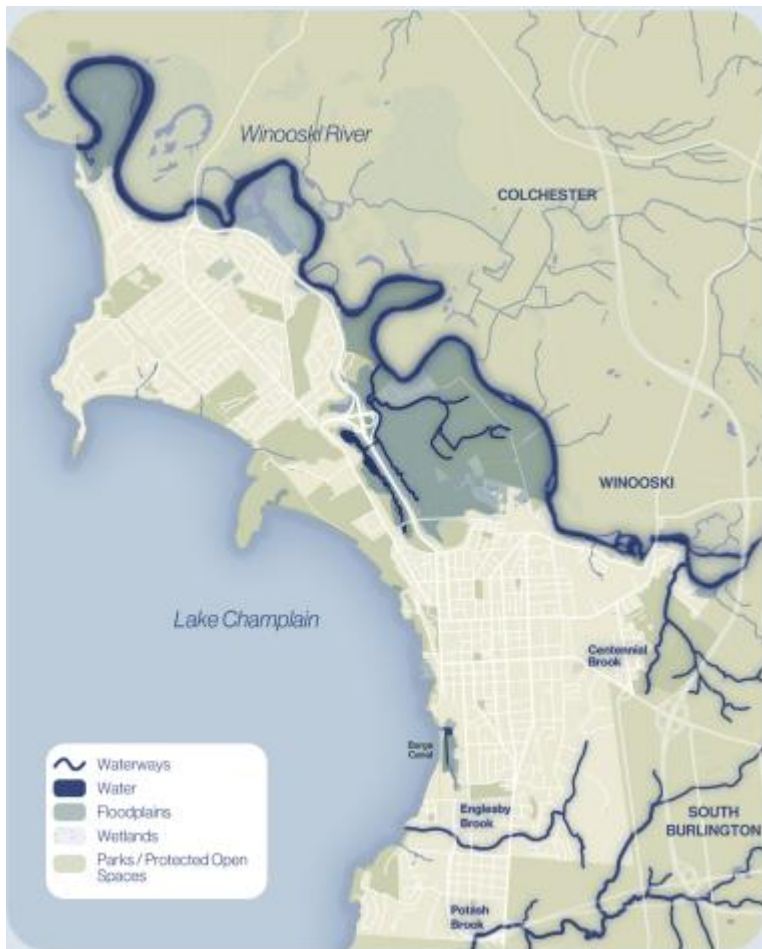 Winooski River
COLCHESTER
WINOOSKI
Lake Champlain
Centennial
Brook
Barge
Canal
Englesby
Brook
SOUTH
BURLINGTON
Potash
Brook
Waterways
Water
Floodplains
Wetlands
Parks / Protected Open
Spaces